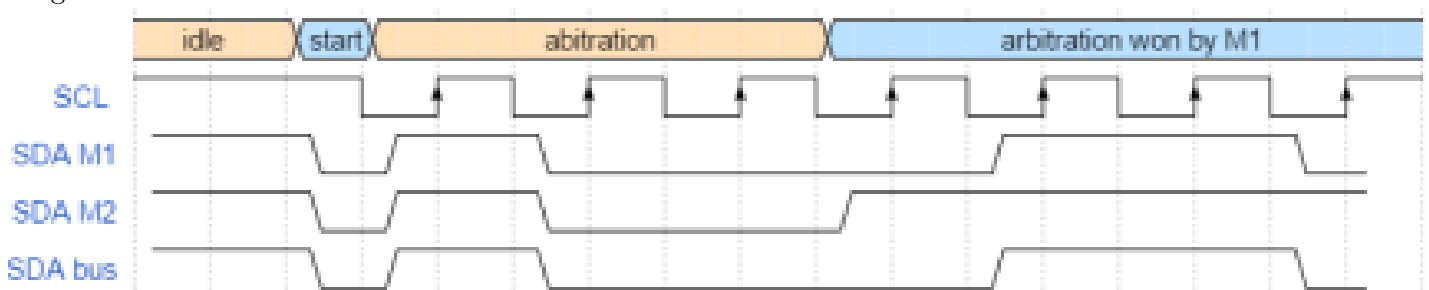 idle start abitration arbitration won by M1
SCL
SDA M1
SDA M2
SDA bus